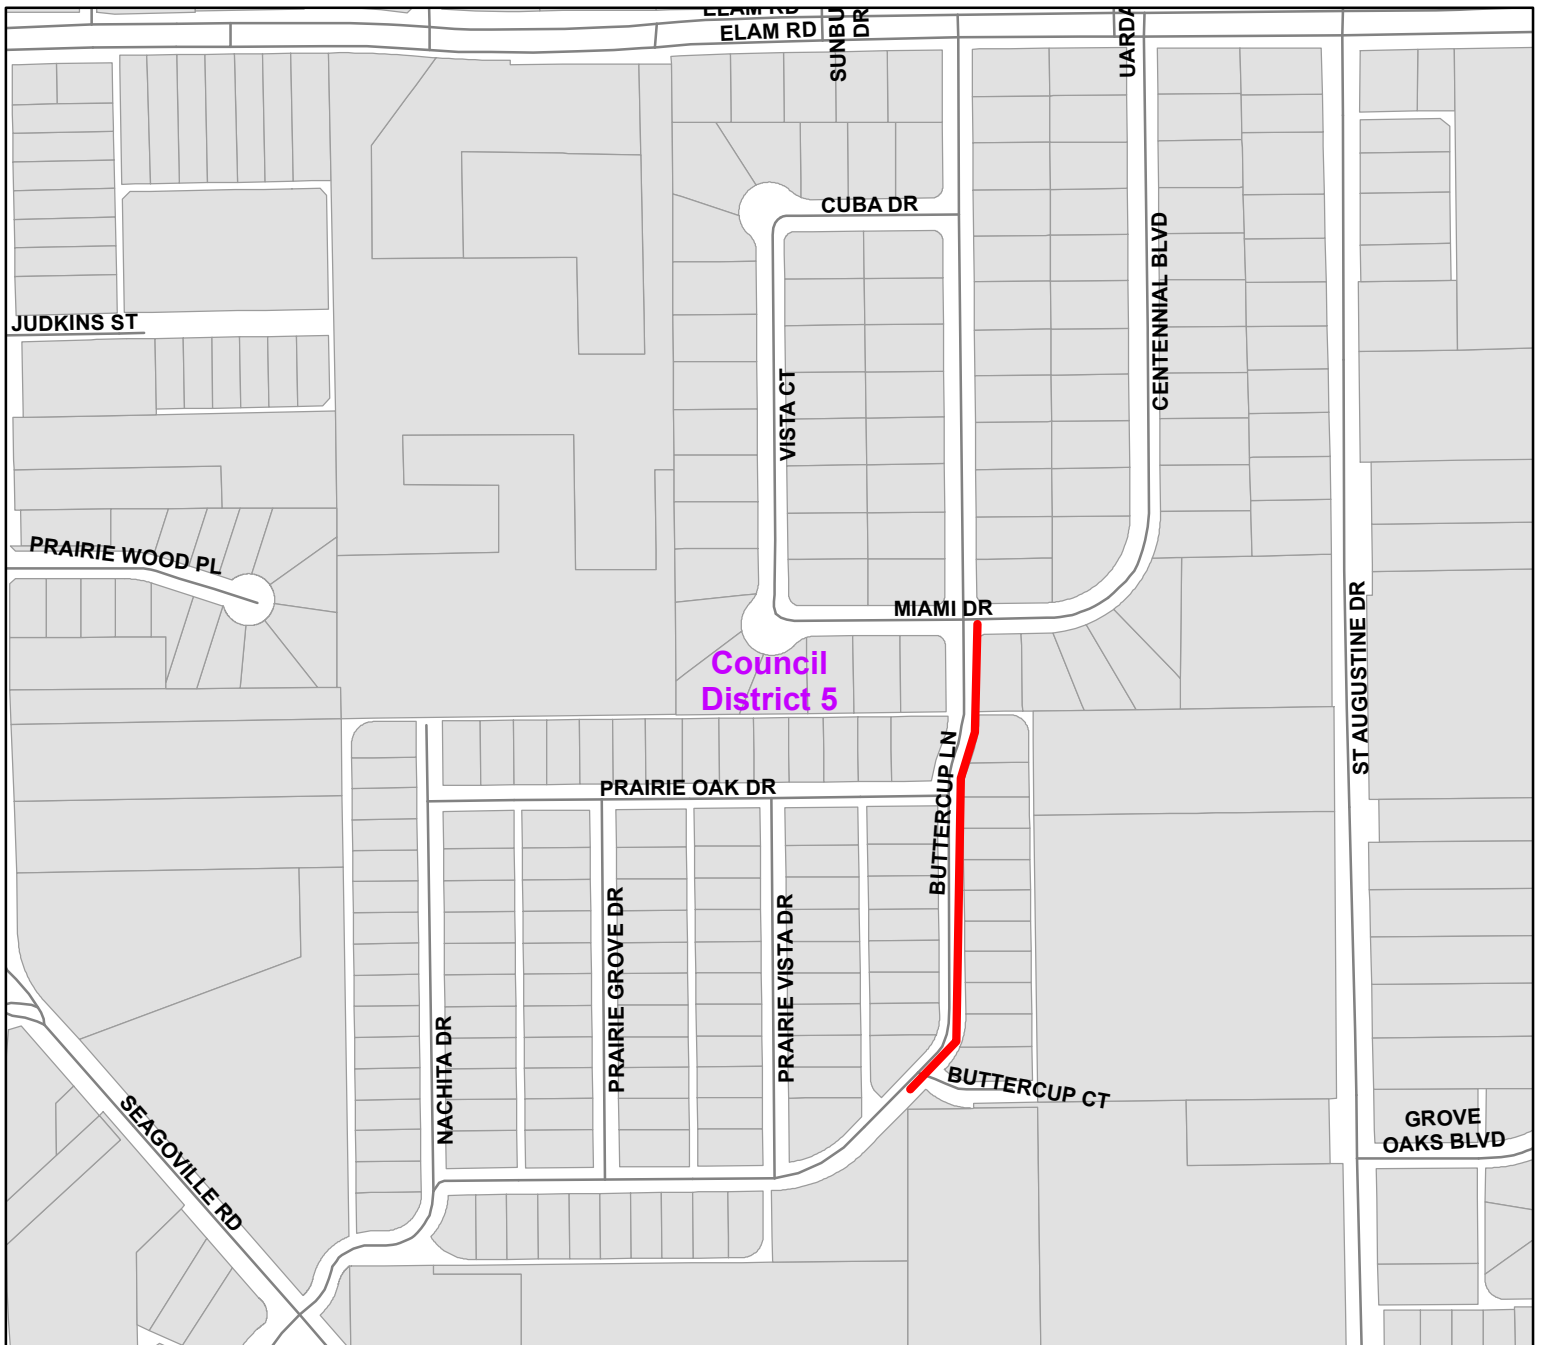 ELAM RD
ELAM RD
DR
CUBA DR
CENTENNIAL BLVD
JUDKINS ST
VISTA CT
PRAIRIE WOOD PL
MIAMI DR
ST AUGUSTINE DR
Council
District 5
BUTTERCUP LN
PRAIRIE OAK DR
PRAIRIE GROVE DR
PRAIRIE VISTA DR
NACHITA DR
BUTTERCUP CT
SEAGOVILLE RD
GROVE
OAKS BLVD